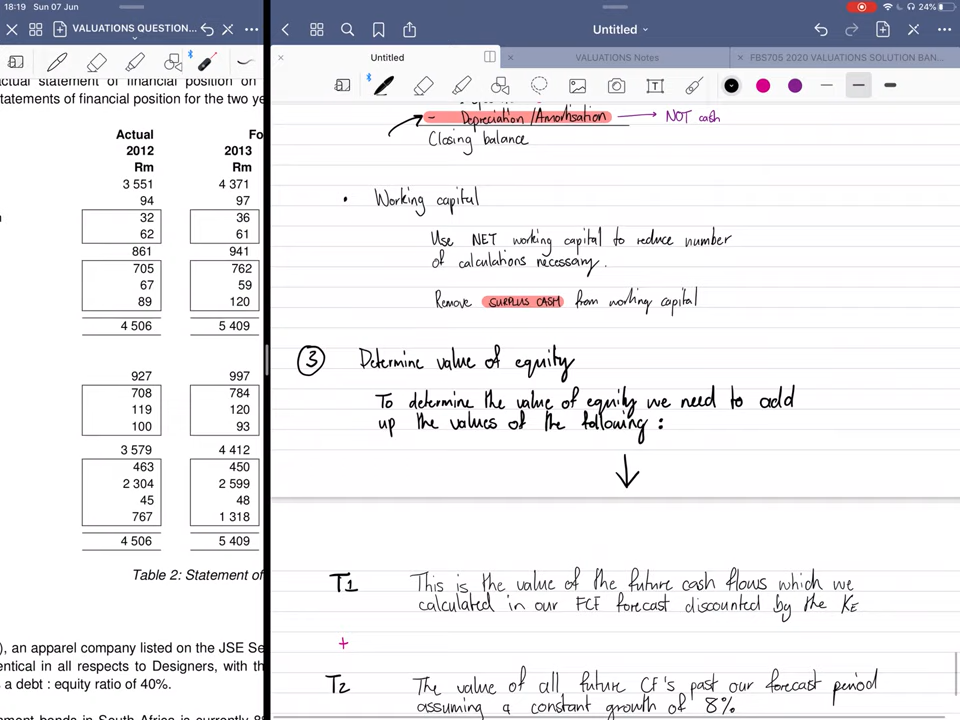 18:19 Sun 07 Jun
24%
VALUATIONS QUESTION...
Untitled
Untitled
VALUATIONS Notes
FBS705 2020 VALUATIONS SOLUTION BAN...
ctual statement of financial position on
tatements of financial position for the two ye
Actual Fo
2012 2013
Rm Rm
3 551 4 371
94 97
32 36
62 61
861 941
705 762
67 59
89 120
4 506 5 409
927 997
708 784
119 120
100 93
3 579 4 412
463 450
2 304 2 599
45 48
767 1 318
4 506 5 409
Table 2: Statement of
), an apparel company listed on the JSE Se
entical in all respects to Designers, with th
s a debt : equity ratio of 40%.
- Depreciation / Amortisation → NOT cash
Closing balance
• Working capital
Use NET working capital to reduce number
of calculations necessary.
Remove SURPLUS CASH from working capital
3 Determine value of equity
To determine the value of equity we need to add
up the values of the following :
T1 This is the value of the future cash flows which we
calculated in our FCF forecast discounted by the KE
+
T2 The value of all future CF's past our forecast period
assuming a constant growth of 8%